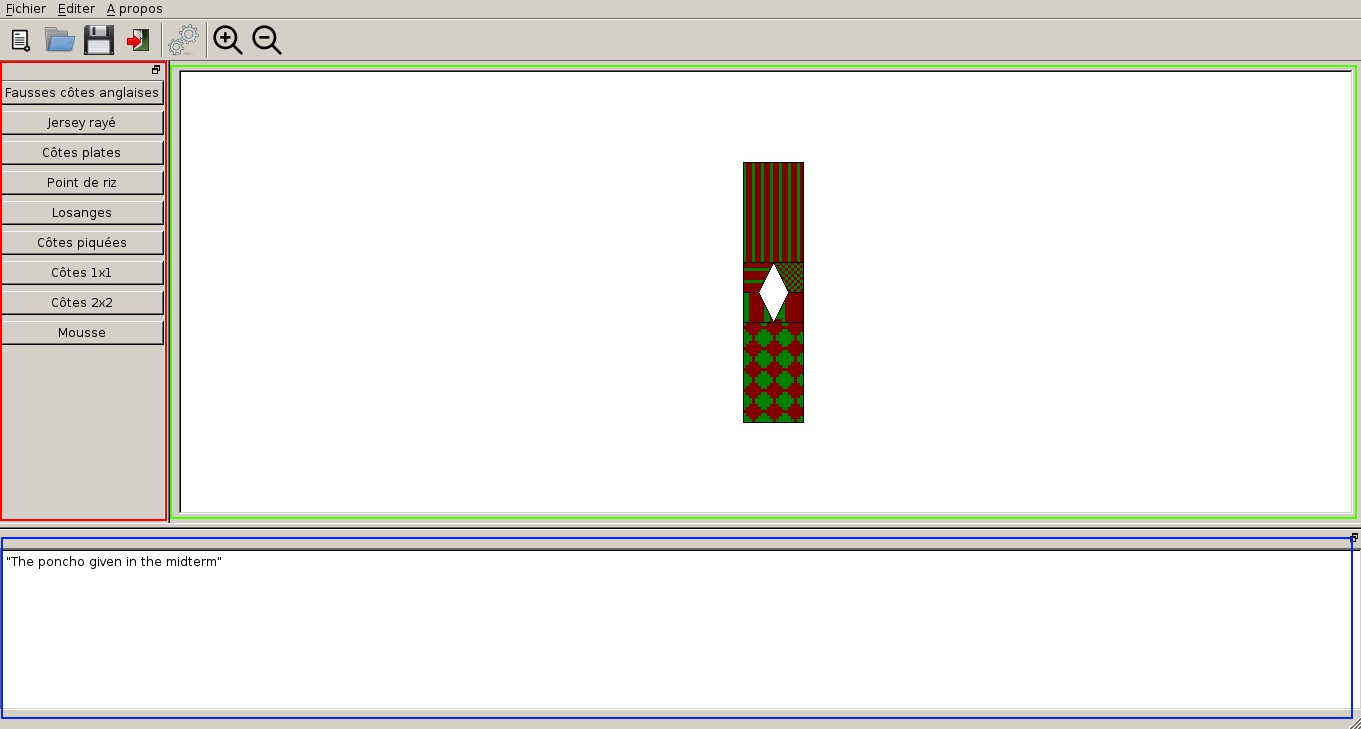 Fichier Editer A propos
Fausses côtes anglaises
Jersey rayé
Côtes plates
Point de riz
Losanges
Côtes piquées
Côtes 1x1
Côtes 2x2
Mousse
"The poncho given in the midterm"